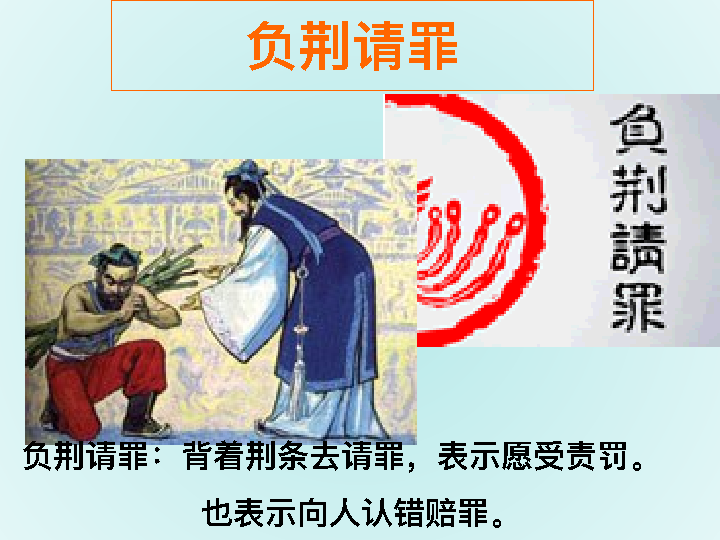 负荆请罪
負荆請罪
负荆请罪：背着荆条去请罪，表示愿受责罚。
也表示向人认错赔罪。